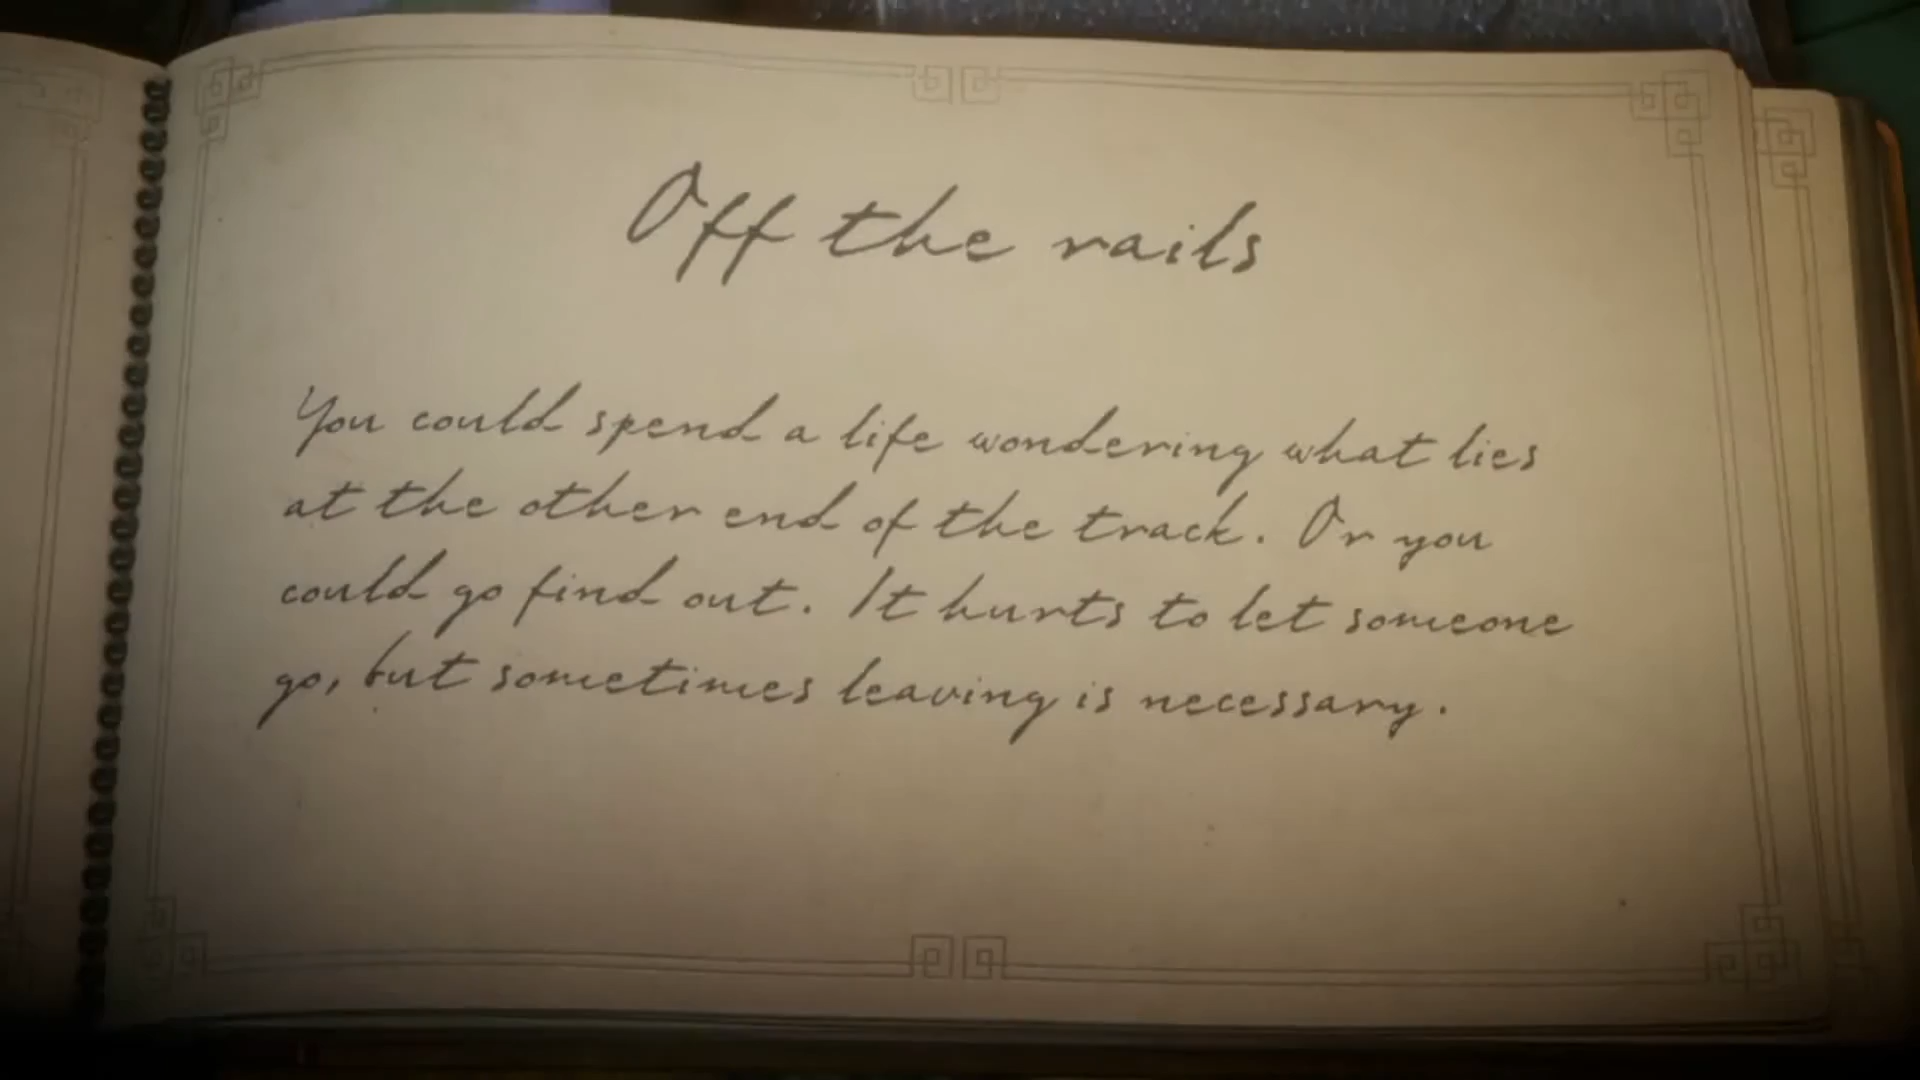 Off the rails
You could spend a life wondering what lies
at the other end of the track. Or you
could go find out. It hurts to let someone
go, but sometimes leaving is necessary.